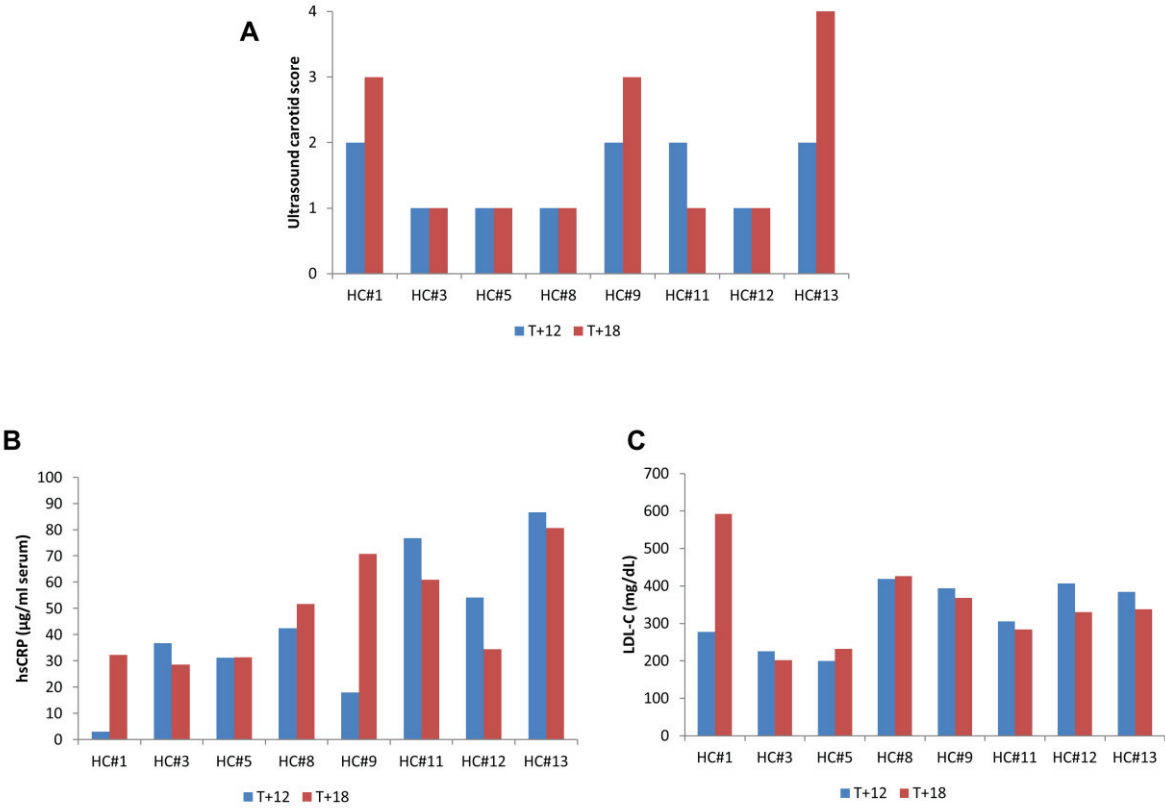 A
Ultrasound carotid score
4
3
2
1
0
HC#1 HC#3 HC#5 HC#8 HC#9 HC#11 HC#12 HC#13
T+12 T+18
B
hsCRP (µg/ml serum)
100
90
80
70
60
50
40
30
20
10
0
HC#1 HC#3 HC#5 HC#8 HC#9 HC#11 HC#12 HC#13
T+12 T+18
C
LDL-C (mg/dL)
700
600
500
400
300
200
100
0
HC#1 HC#3 HC#5 HC#8 HC#9 HC#11 HC#12 HC#13
T+12 T+18